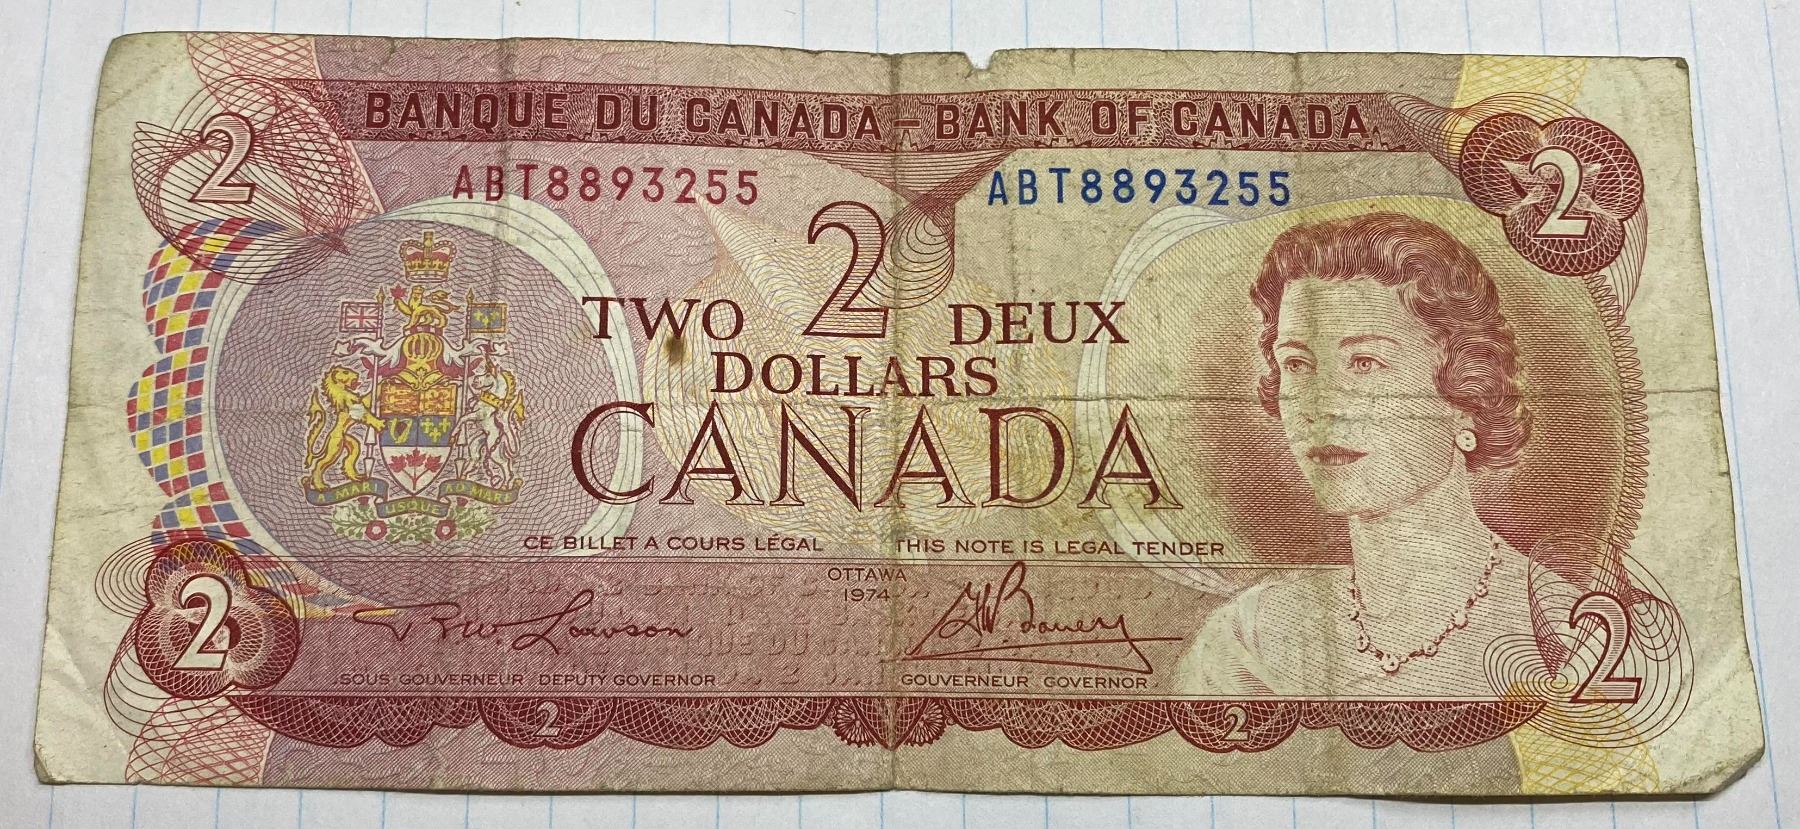 BANQUE DU CANADA – BANK OF CANADA
2 2
ABT8893255 ABT8893255
TWO 2 DEUX
DOLLARS
CANADA
A MARI USQUE AD MARE
CE BILLET A COURS LÉGAL THIS NOTE IS LEGAL TENDER
OTTAWA
1974
2 2
SOUS-GOUVERNEUR DEPUTY GOVERNOR GOUVERNEUR GOVERNOR
2 2